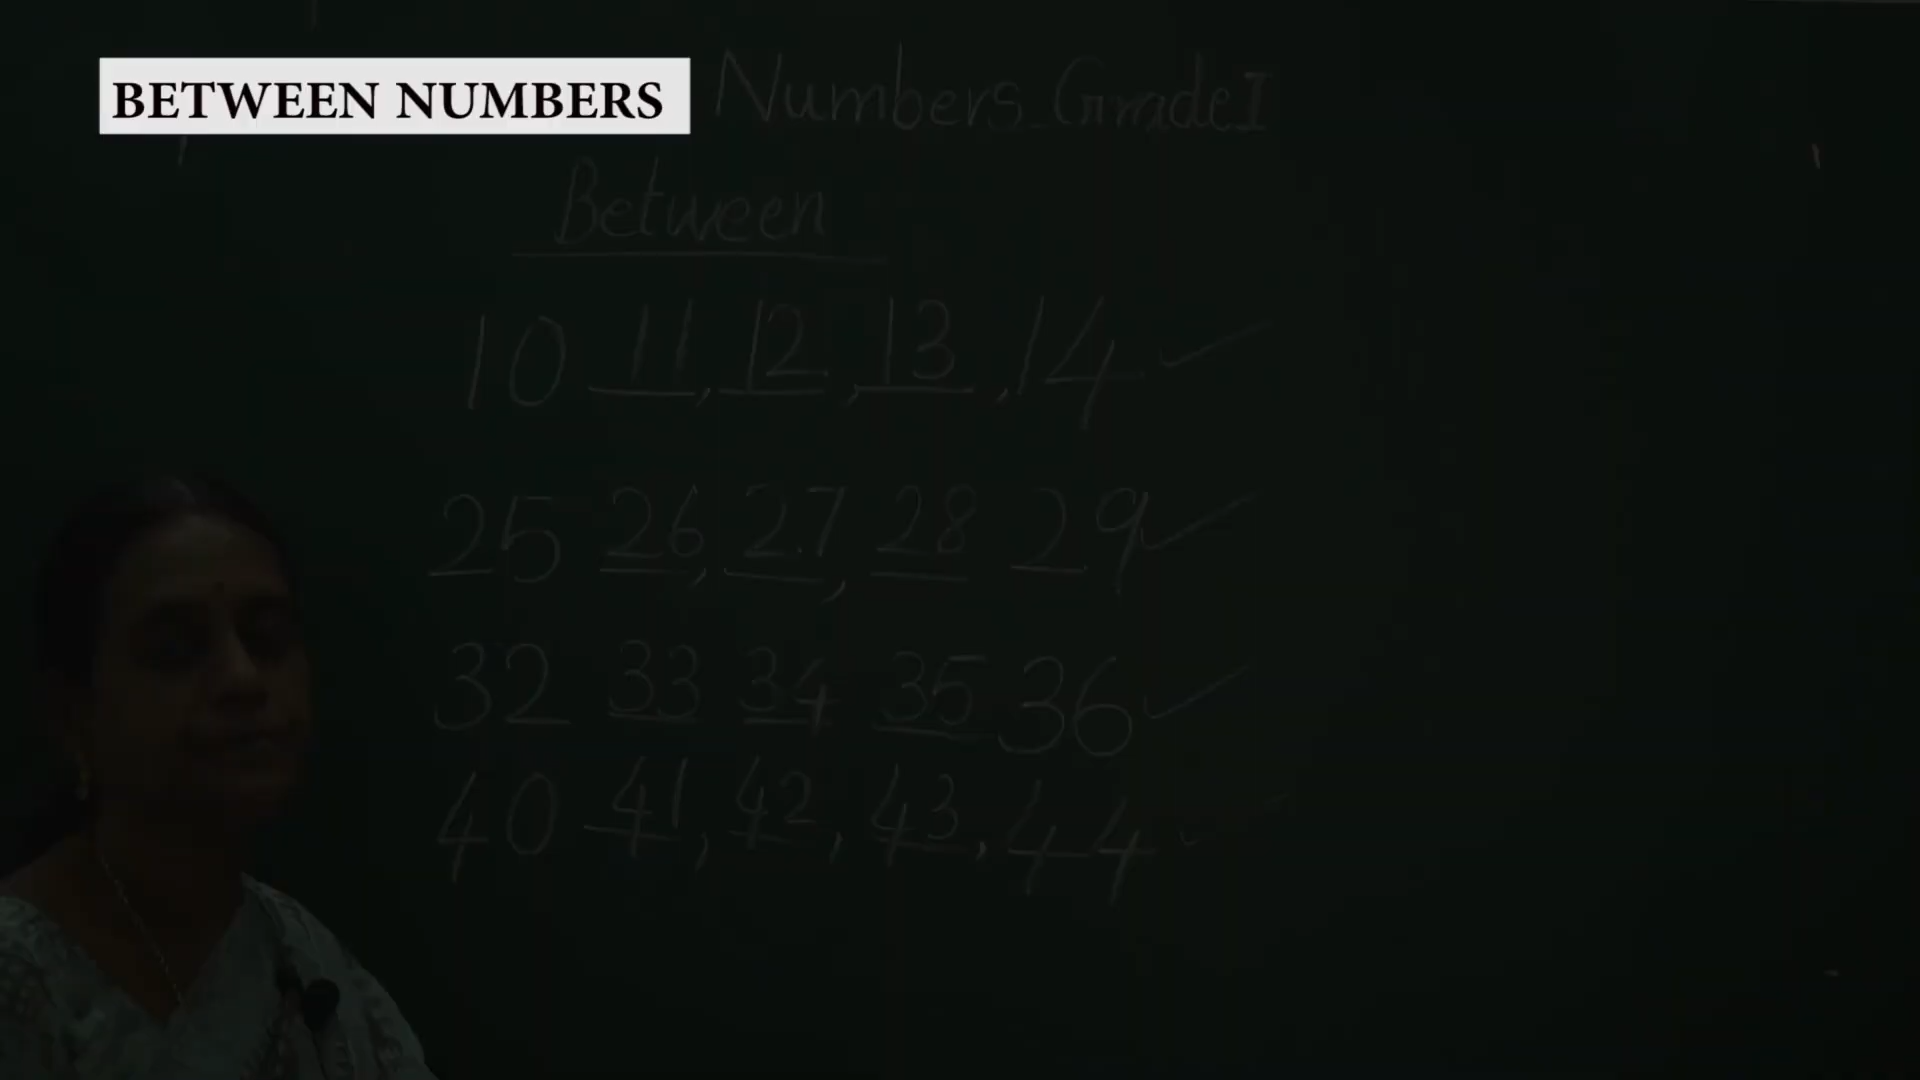 BETWEEN NUMBERS
Numbers Grade I
Between
10 11, 12, 13, 14 ✓
25 26, 27, 28 29 ✓
32 33 34 35 36 ✓
40 41, 42, 43, 44 ✓